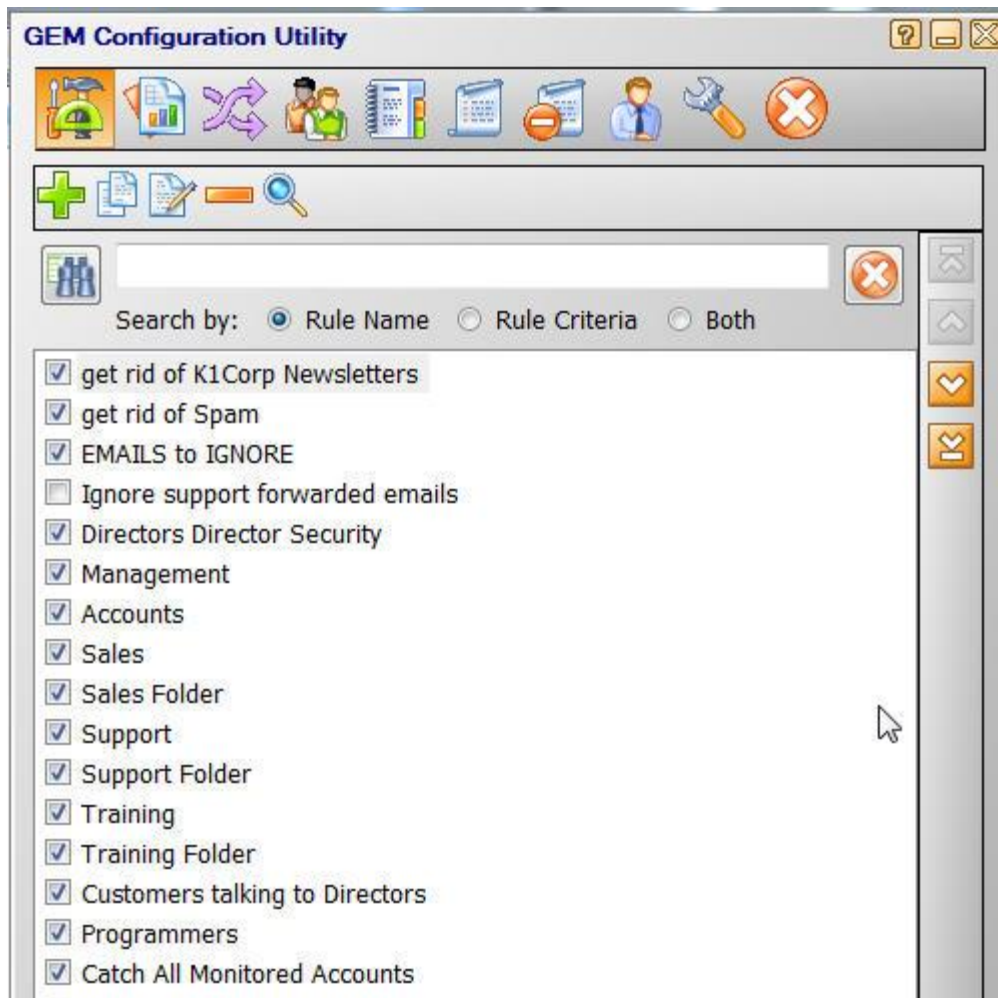 GEM Configuration Utility
Search by: Rule Name Rule Criteria Both
get rid of K1Corp Newsletters
get rid of Spam
EMAILS to IGNORE
Ignore support forwarded emails
Directors Director Security
Management
Accounts
Sales
Sales Folder
Support
Support Folder
Training
Training Folder
Customers talking to Directors
Programmers
Catch All Monitored Accounts